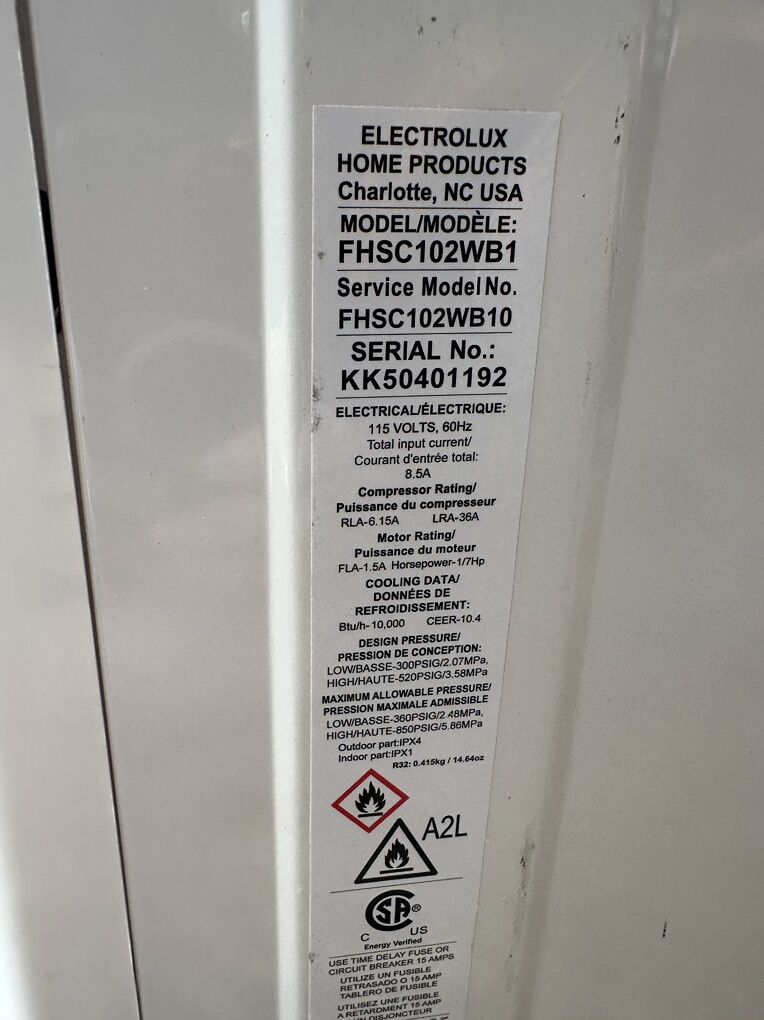 ELECTROLUX
HOME PRODUCTS
Charlotte, NC USA
MODEL/MODÈLE:
FHSC102WB1
Service Model No.
FHSC102WB10
SERIAL No.:
KK50401192
ELECTRICAL/ÉLECTRIQUE:
115 VOLTS, 60Hz
Total input current/
Courant d'entrée total:
8.5A
Compressor Rating/
Puissance du compresseur
RLA-6.15A LRA-36A
Motor Rating/
Puissance du moteur
FLA-1.5A Horsepower-1/7Hp
COOLING DATA/
DONNÉES DE
REFROIDISSEMENT:
Btu/h-10,000 CEER-10.4
DESIGN PRESSURE/
PRESSION DE CONCEPTION:
LOW/BASSE-300PSIG/2.07MPa,
HIGH/HAUTE-520PSIG/3.58MPa
MAXIMUM ALLOWABLE PRESSURE/
PRESSION MAXIMALE ADMISSIBLE
LOW/BASSE-360PSIG/2.48MPa,
HIGH/HAUTE-850PSIG/5.86MPa
Outdoor part:IPX4
Indoor part:IPX1
R32: 0.415kg / 14.64oz
A2L
CSA®
C US
Energy Verified
USE TIME DELAY FUSE OR
CIRCUIT BREAKER 15 AMPS
UTILIZE UN FUSIBLE
RETRASADO O 15 AMP
TABLERO DE FUSIBLE
UTILISEZ UNE FUSIBLE
A RETARDMENT 15 AMP
UN DISJONCTEUR